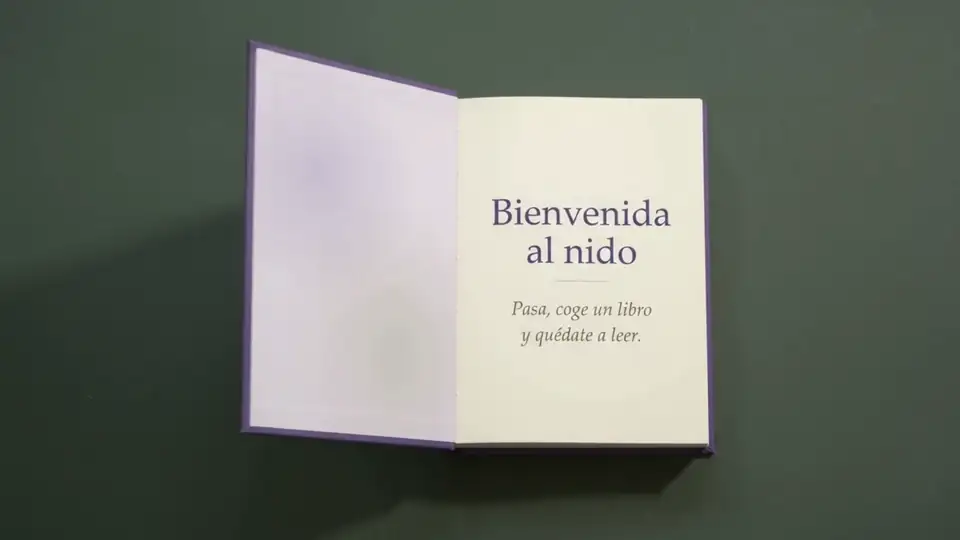 Bienvenida
al nido
Pasa, coge un libro
y quédate a leer.